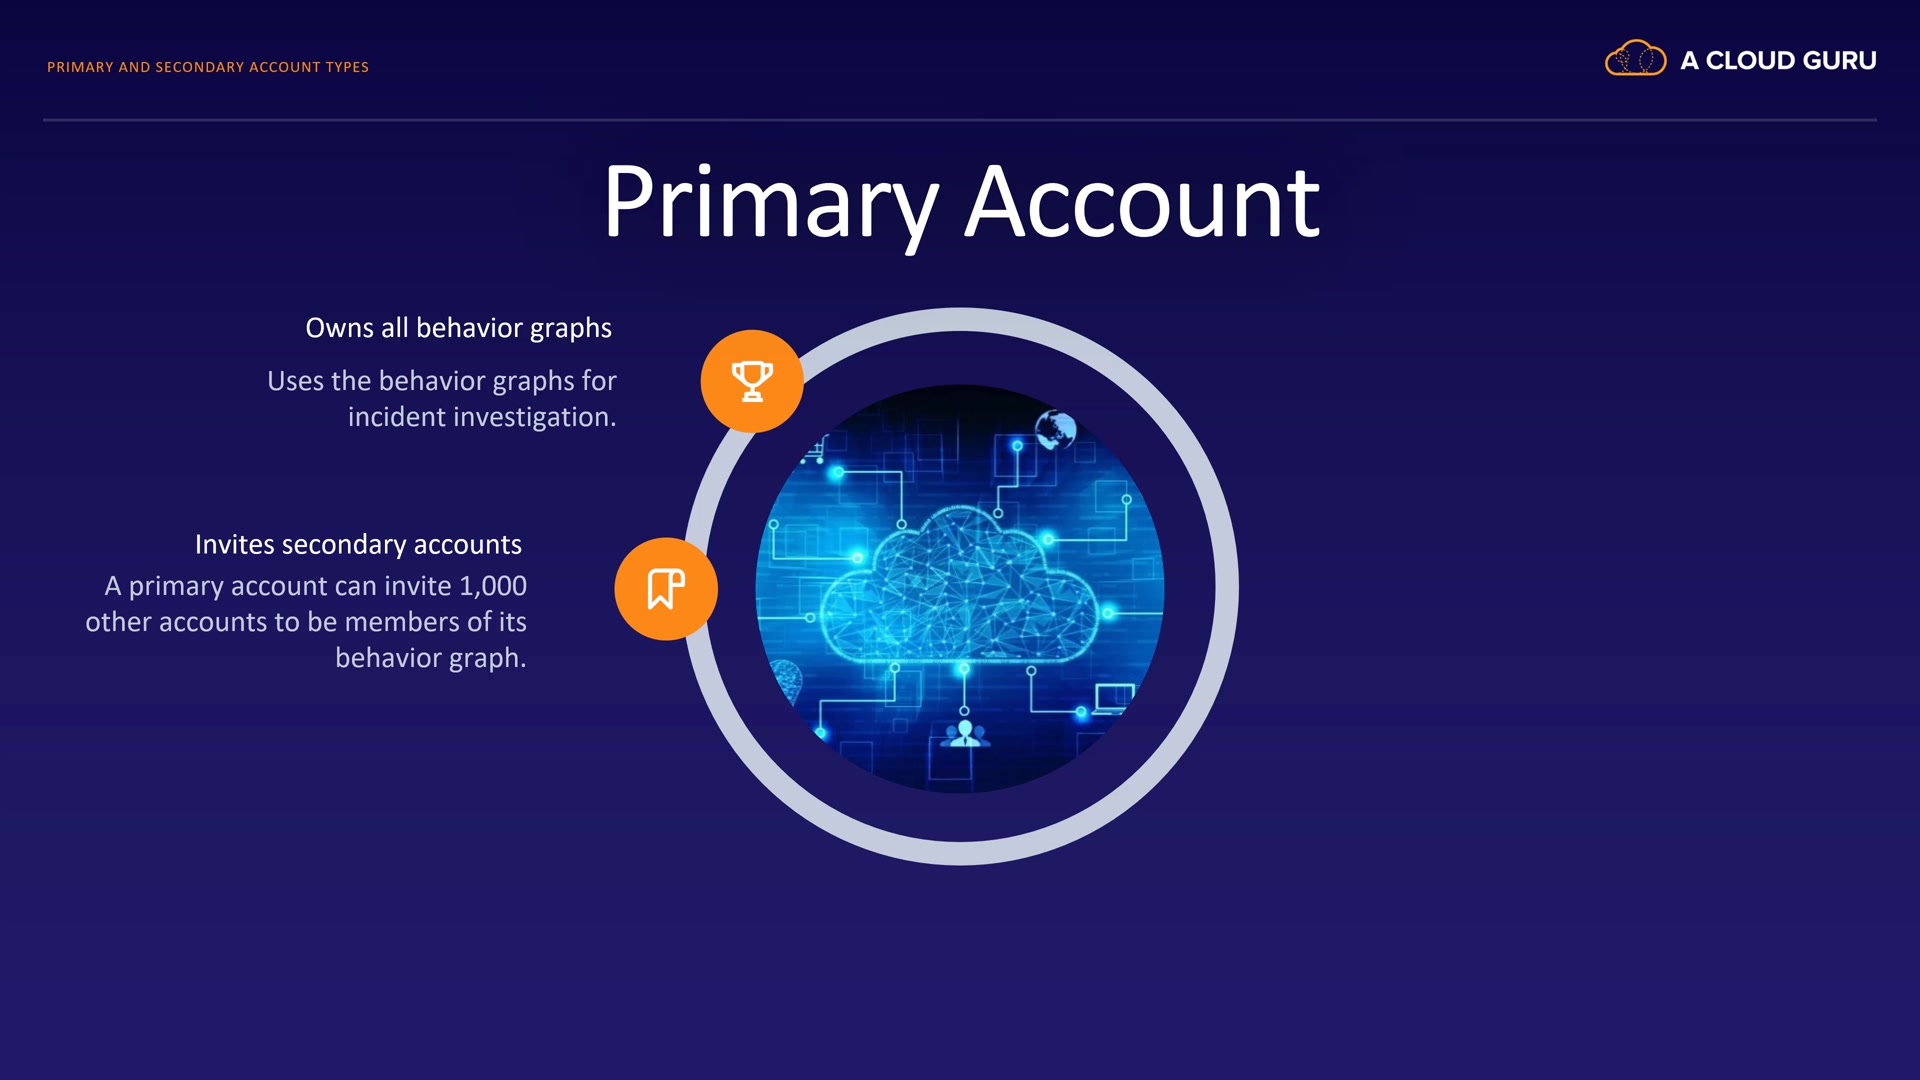 PRIMARY AND SECONDARY ACCOUNT TYPES
A CLOUD GURU
Primary Account
Owns all behavior graphs
Uses the behavior graphs for
incident investigation.
Invites secondary accounts
A primary account can invite 1,000
other accounts to be members of its
behavior graph.